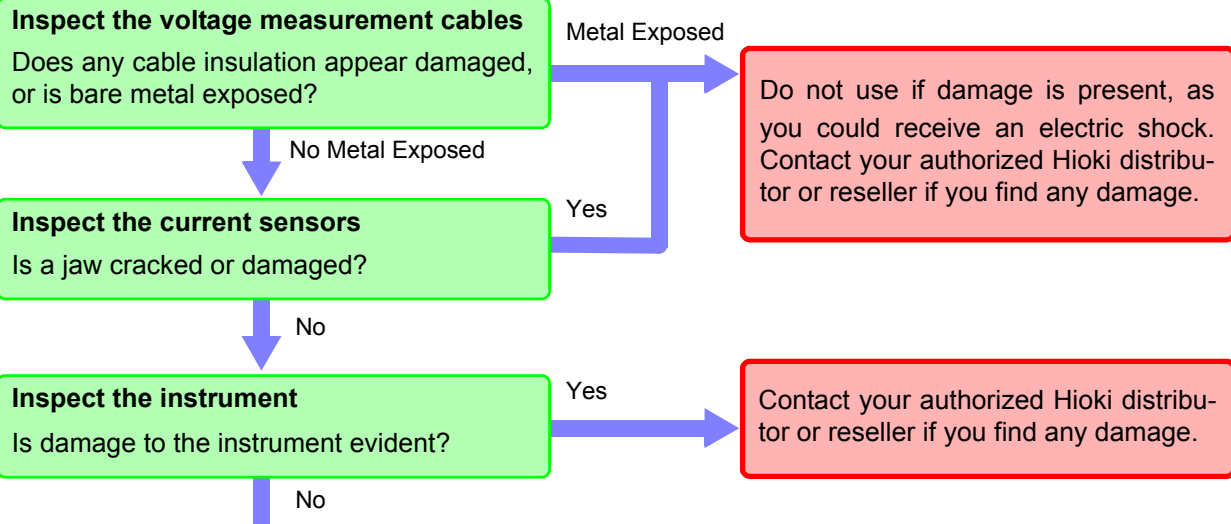 Inspect the voltage measurement cables
Does any cable insulation appear damaged,
or is bare metal exposed?
Metal Exposed
Do not use if damage is present, as
you could receive an electric shock.
Contact your authorized Hioki distribu-
tor or reseller if you find any damage.
No Metal Exposed
Inspect the current sensors
Is a jaw cracked or damaged?
Yes
No
Inspect the instrument
Is damage to the instrument evident?
Yes
Contact your authorized Hioki distribu-
tor or reseller if you find any damage.
No